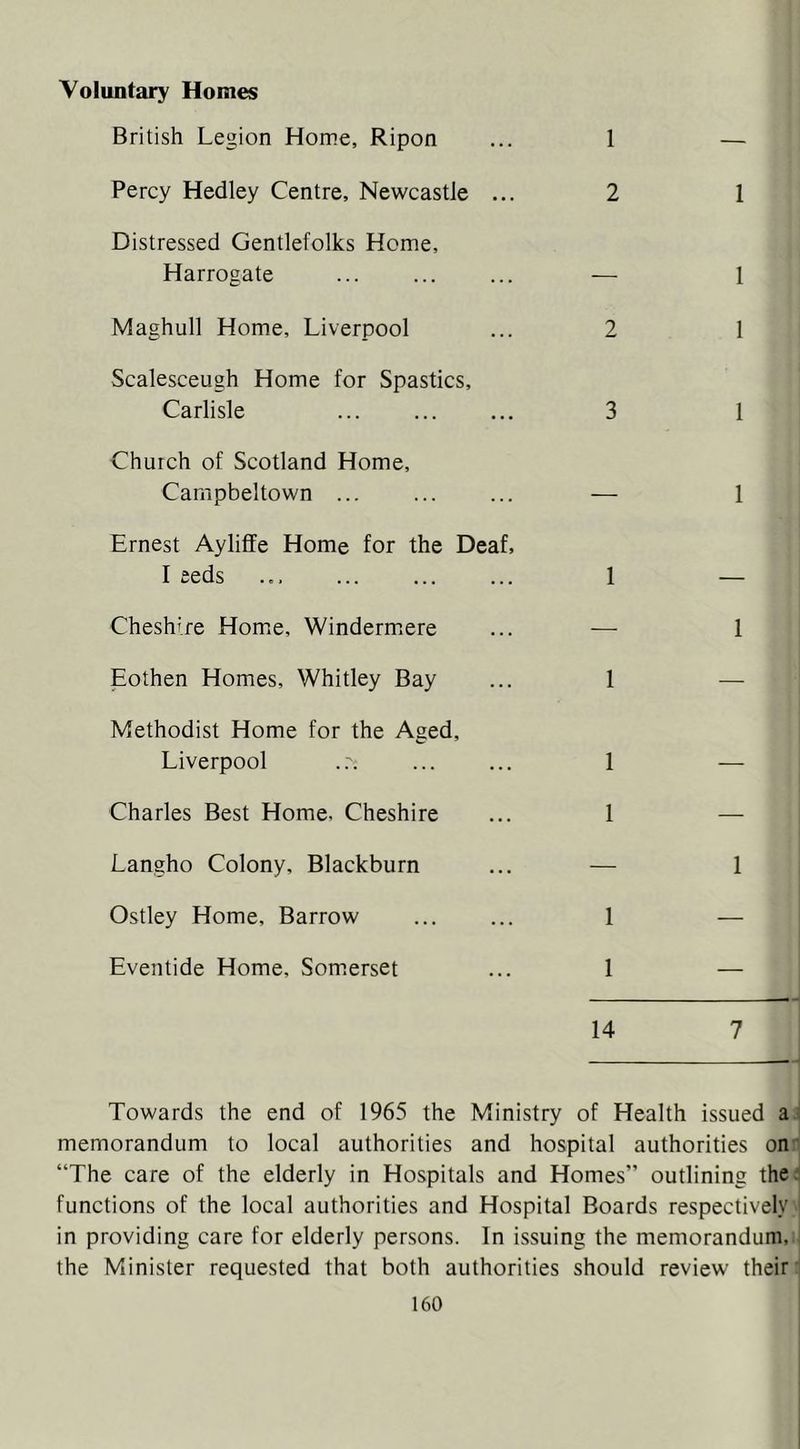 Voluntary Homes
British Legion Home, Ripon ... 1 —
Percy Hedley Centre, Newcastle ... 2 1
Distressed Gentlefolks Home,
Harrogate ... ... ... — 1
Maghull Home, Liverpool ... 2 1
Scalesceugh Home for Spastics,
Carlisle ... ... ... 3 1
Church of Scotland Home,
Campbeltown ... ... ... — 1
Ernest Ayliffe Home for the Deaf,
I eeds ... ... ... ... 1 —
Cheshire Home, Windermere ... — 1
Eothen Homes, Whitley Bay ... 1 —
Methodist Home for the Aged,
Liverpool ... ... ... 1 —
Charles Best Home, Cheshire ... 1 —
Langho Colony, Blackburn ... — 1
Ostley Home, Barrow ... ... 1 —
Eventide Home, Somerset ... 1 —
14 7
Towards the end of 1965 the Ministry of Health issued a
memorandum to local authorities and hospital authorities on
“The care of the elderly in Hospitals and Homes” outlining the
functions of the local authorities and Hospital Boards respectively
in providing care for elderly persons. In issuing the memorandum,
the Minister requested that both authorities should review their
160